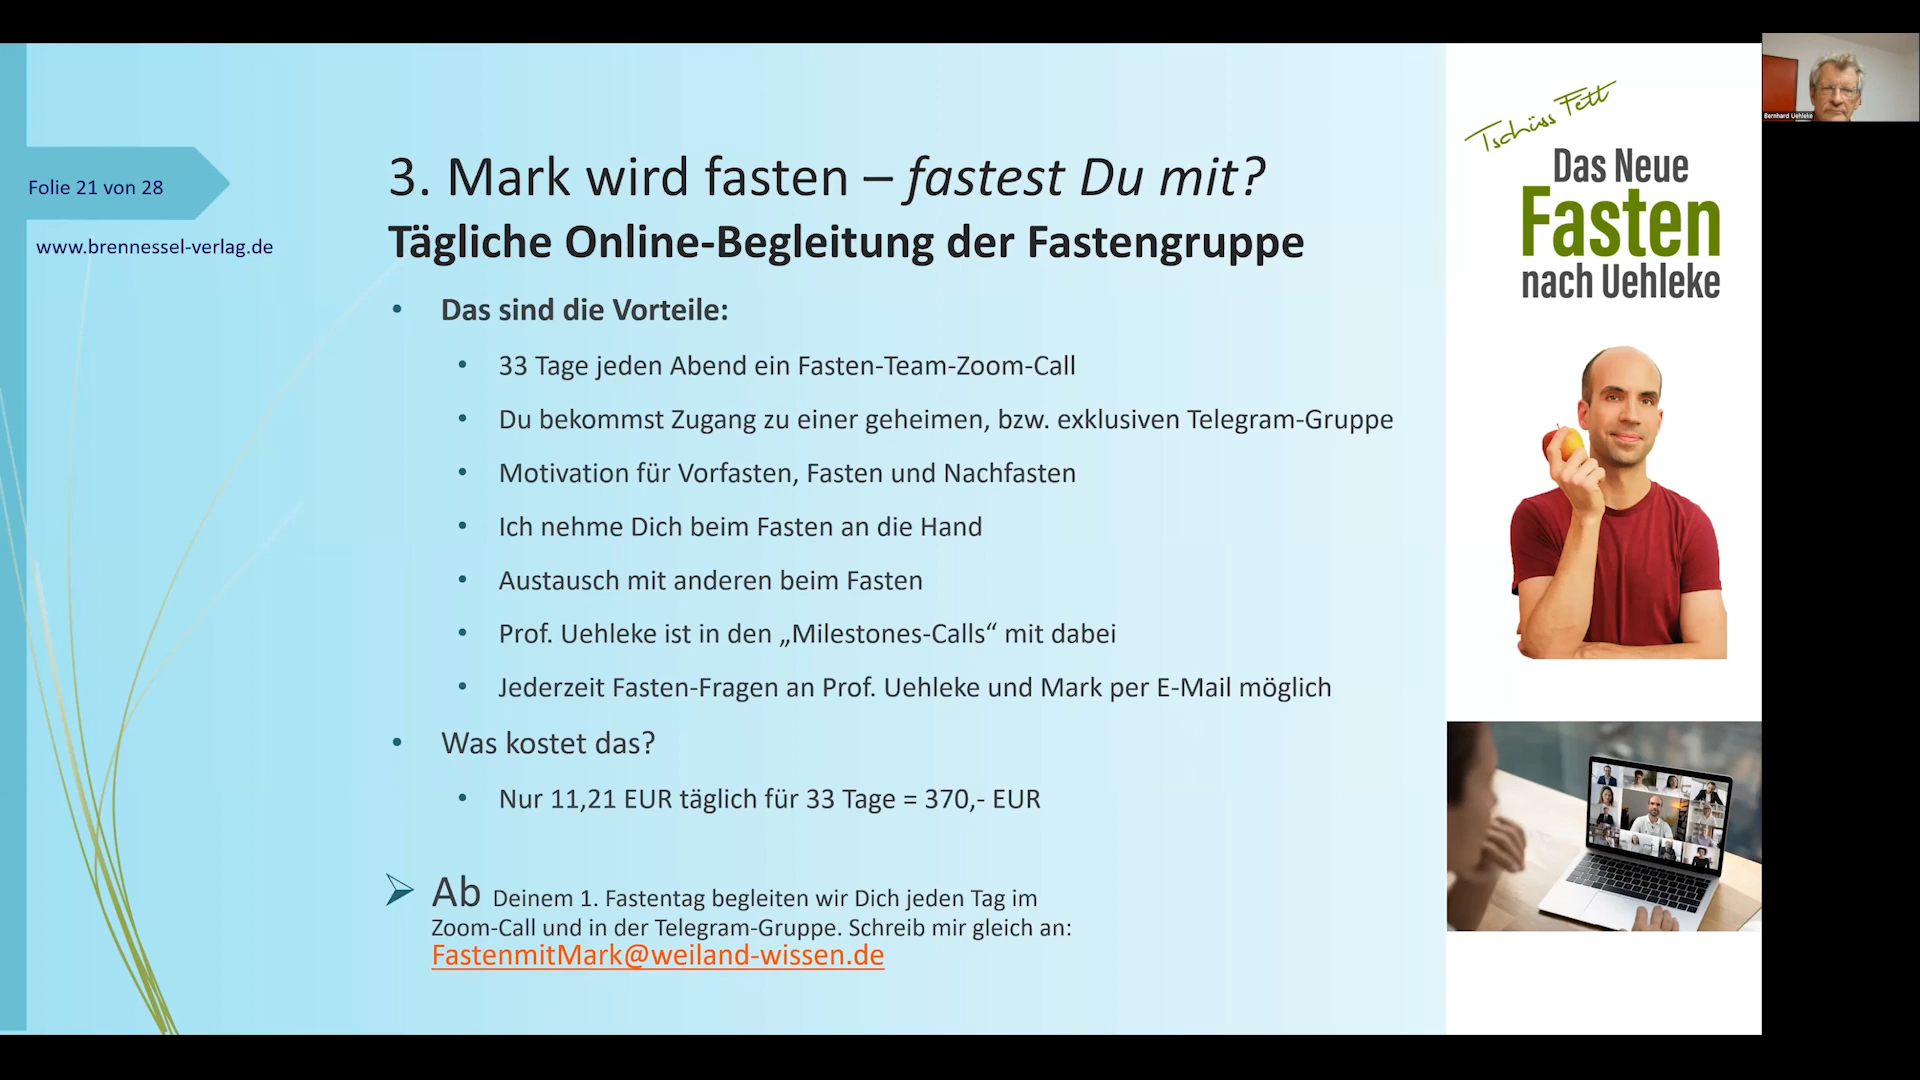 Folie 21 von 28
www.brennessel-verlag.de
3. Mark wird fasten – fastest Du mit?
Tägliche Online-Begleitung der Fastengruppe
• Das sind die Vorteile:
• 33 Tage jeden Abend ein Fasten-Team-Zoom-Call
• Du bekommst Zugang zu einer geheimen, bzw. exklusiven Telegram-Gruppe
• Motivation für Vorfasten, Fasten und Nachfasten
• Ich nehme Dich beim Fasten an die Hand
• Austausch mit anderen beim Fasten
• Prof. Uehleke ist in den „Milestones-Calls“ mit dabei
• Jederzeit Fasten-Fragen an Prof. Uehleke und Mark per E-Mail möglich
• Was kostet das?
• Nur 11,21 EUR täglich für 33 Tage = 370,- EUR
➢ Ab Deinem 1. Fastentag begleiten wir Dich jeden Tag im
Zoom-Call und in der Telegram-Gruppe. Schreib mir gleich an:
FastenmitMark@weiland-wissen.de
Tschüss Fett
Das Neue
Fasten
nach Uehleke
Bernhard Uehleke